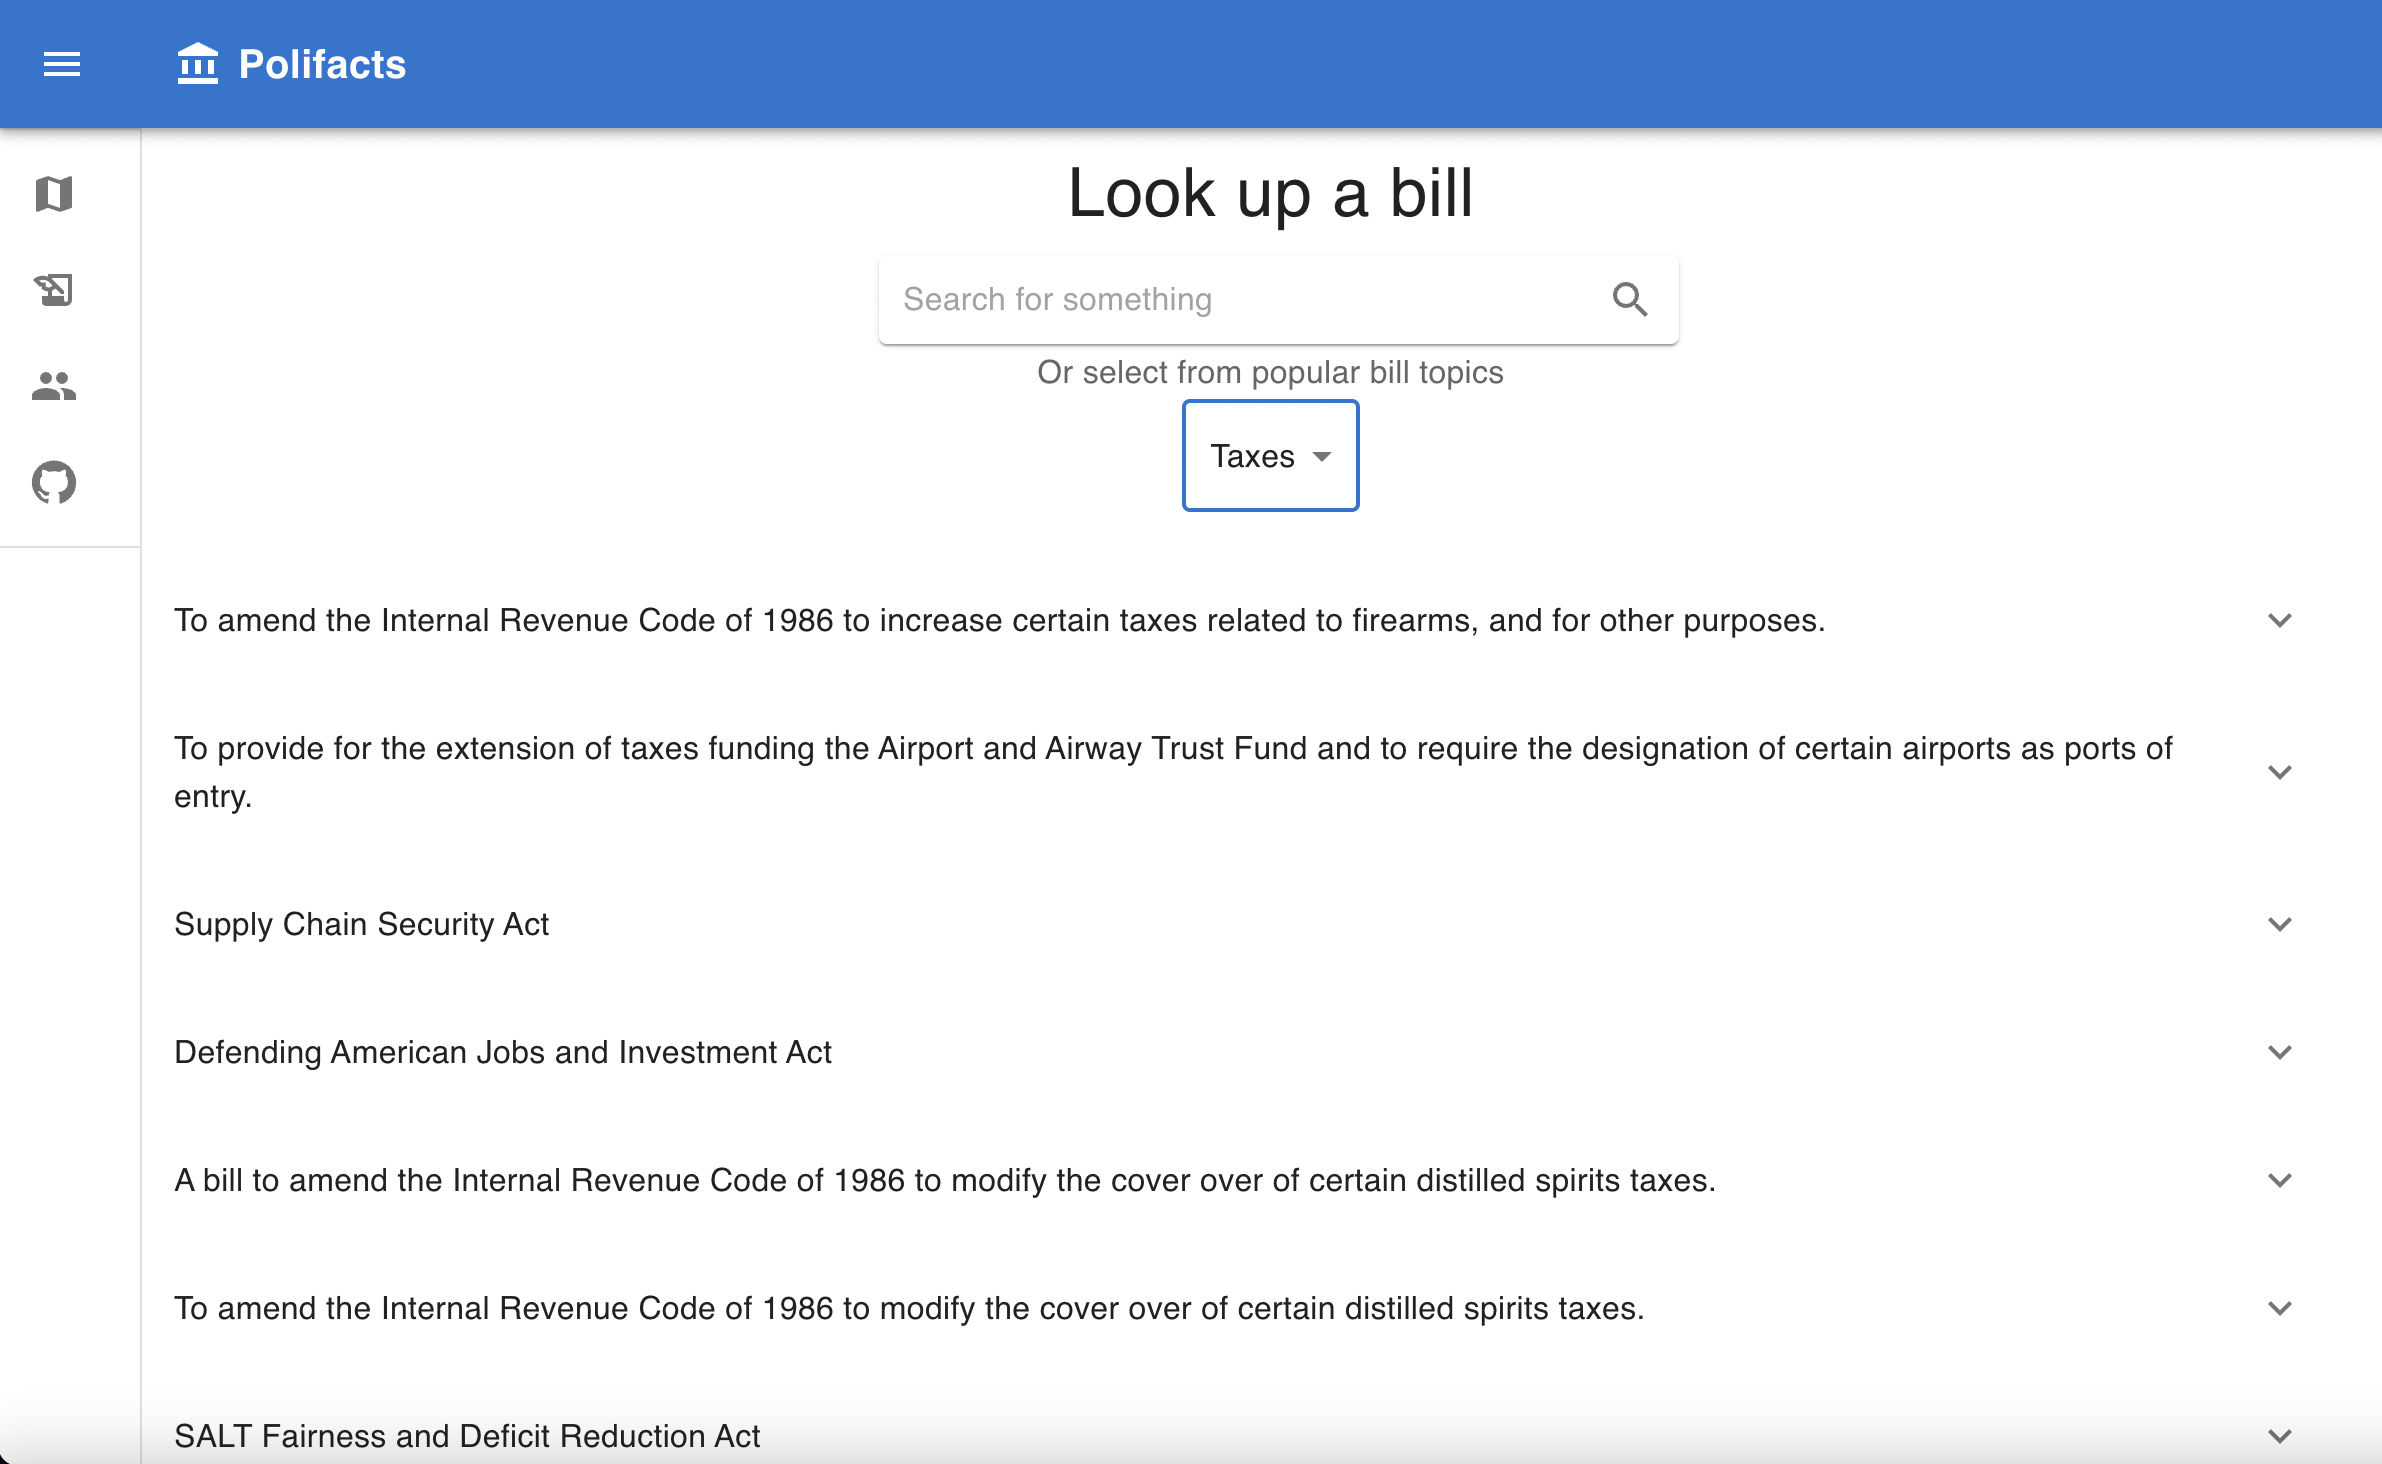 Polifacts
Look up a bill
Search for something
Or select from popular bill topics
Taxes
To amend the Internal Revenue Code of 1986 to increase certain taxes related to firearms, and for other purposes.
To provide for the extension of taxes funding the Airport and Airway Trust Fund and to require the designation of certain airports as ports of
entry.
Supply Chain Security Act
Defending American Jobs and Investment Act
A bill to amend the Internal Revenue Code of 1986 to modify the cover over of certain distilled spirits taxes.
To amend the Internal Revenue Code of 1986 to modify the cover over of certain distilled spirits taxes.
SALT Fairness and Deficit Reduction Act